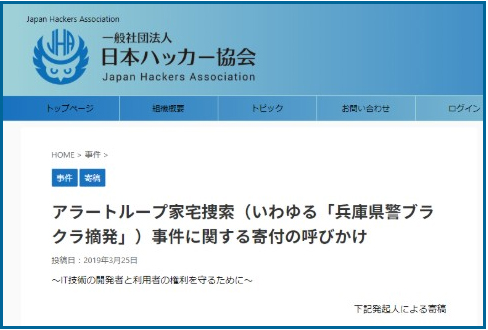 Japan Hackers Association
JHA
一般社団法人
日本ハッカー協会
Japan Hackers Association
トップページ 組織概要 トピック お問い合わせ ログイン
HOME > 事件 >
事件 寄稿
アラートループ家宅捜索（いわゆる「兵庫県警ブラ
クラ摘発」）事件に関する寄付の呼びかけ
投稿日：2019年3月25日
～IT技術の開発者と利用者の権利を守るために～
下記発起人による寄稿